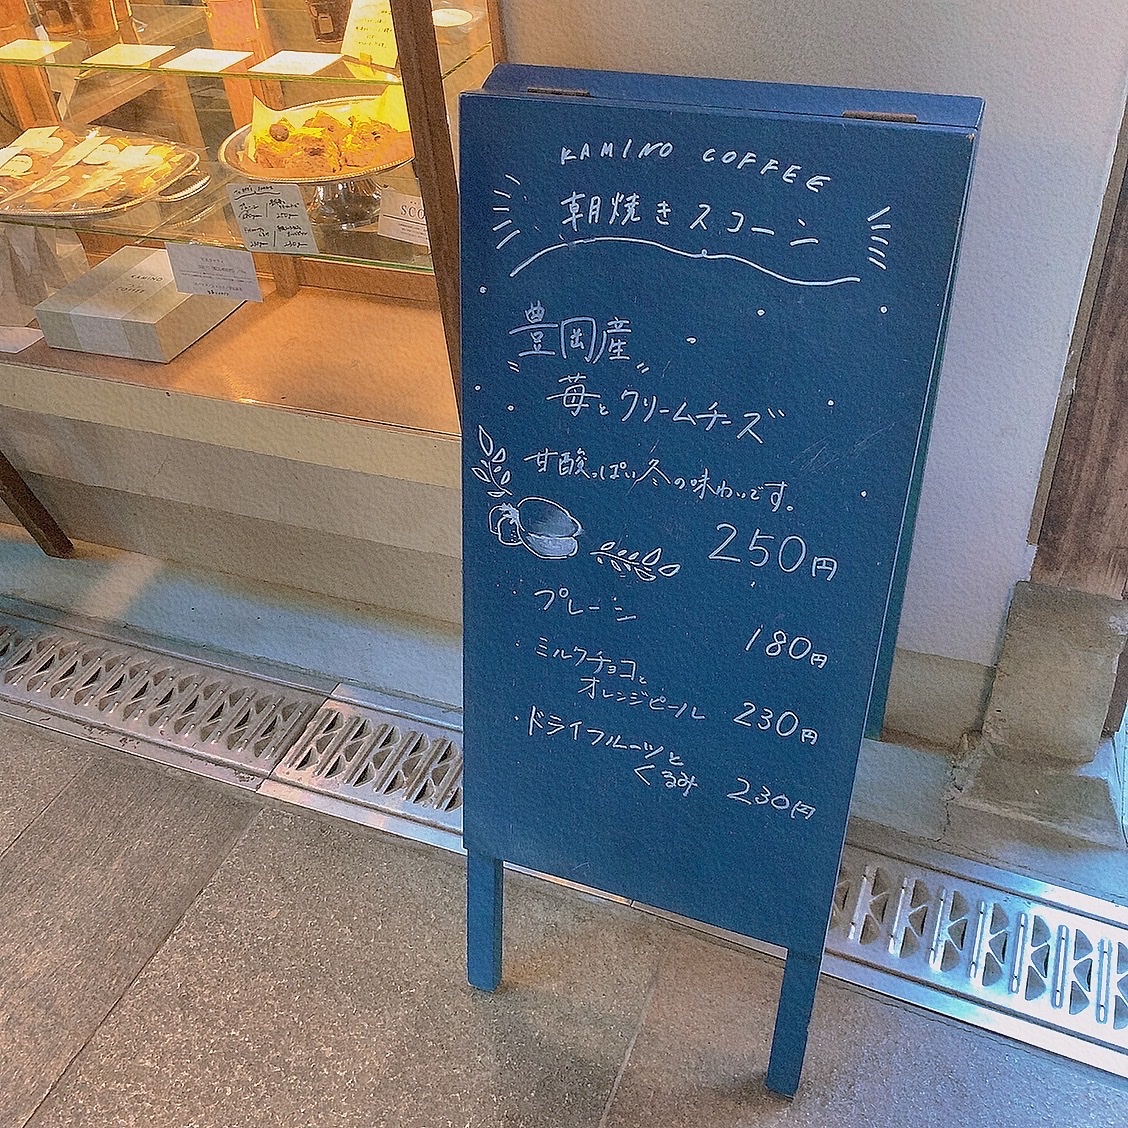 KAMINO COFFEE
朝焼きスコーン
豊岡産
苺とクリームチーズ
甘酸っぱい冬の味わいです。
250円
プレーン
180円
・ミルクチョコと
オレンジピール 230円
・ドライフルーツと
くるみ 230円
KAMINO
COFFEE
SCO